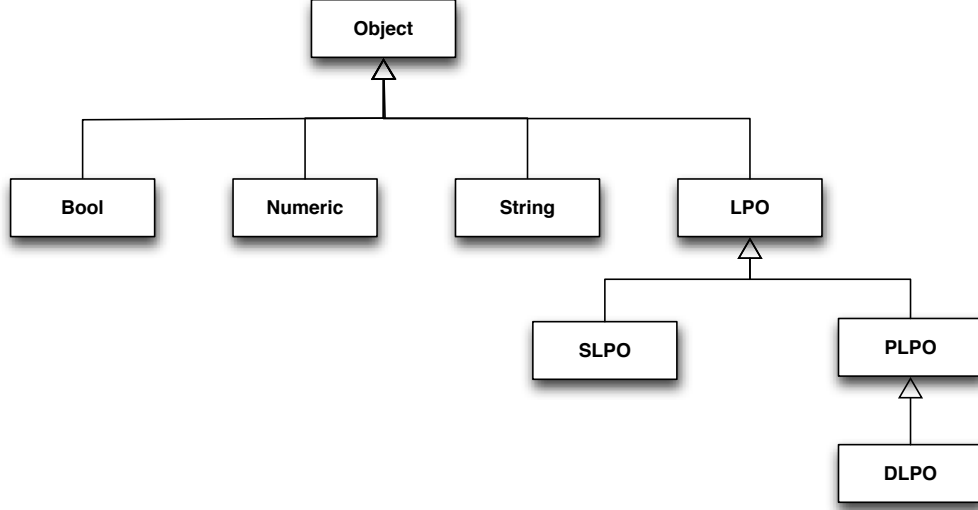 Object
Bool
Numeric
String
LPO
SLPO
PLPO
DLPO